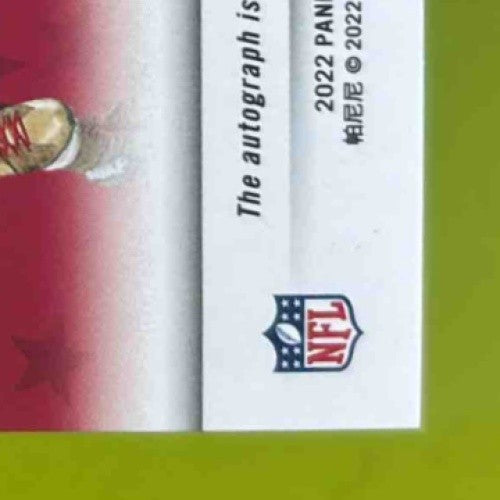 The autograph is
2022 PANI
帕尼尼 © 2022
NFL